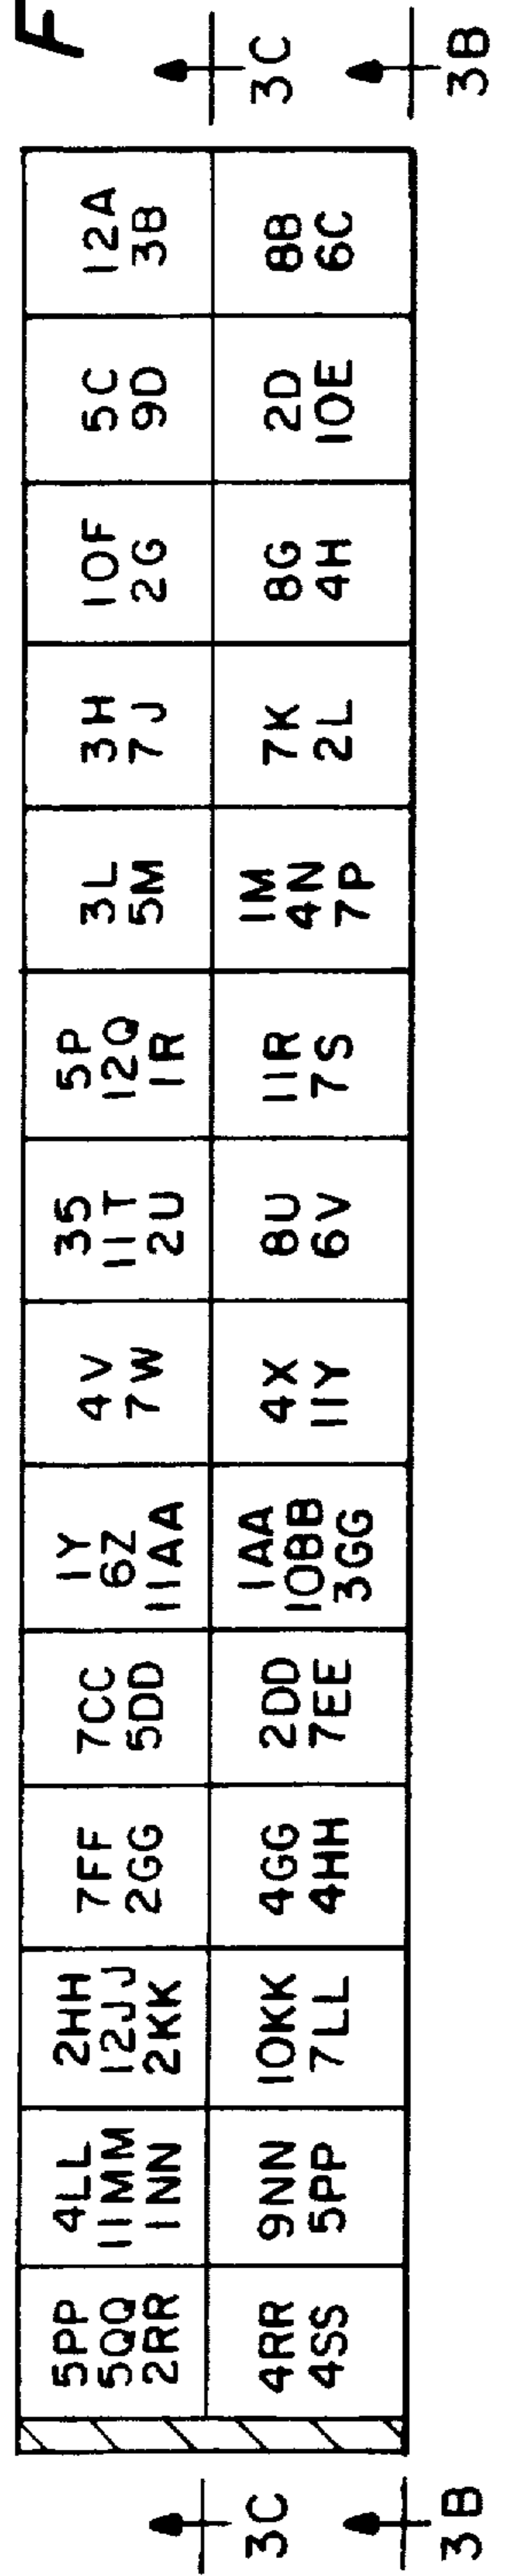 F
3C
3B
5PP
5QQ
2RR
4LL
11MM
1NN
2HH
12JJ
2KK
7FF
2GG
7CC
5DD
1Y
6Z
11AA
4V
7W
35
11T
2U
5P
12Q
1R
3L
5M
3H
7J
10F
2G
5C
9D
12A
3B
4RR
4SS
9NN
5PP
10KK
7LL
4GG
4HH
2DD
7EE
1AA
10BB
3GG
4X
11Y
8U
6V
11R
7S
1M
4N
7P
7K
2L
8G
4H
2D
10E
8B
6C
3C
3B